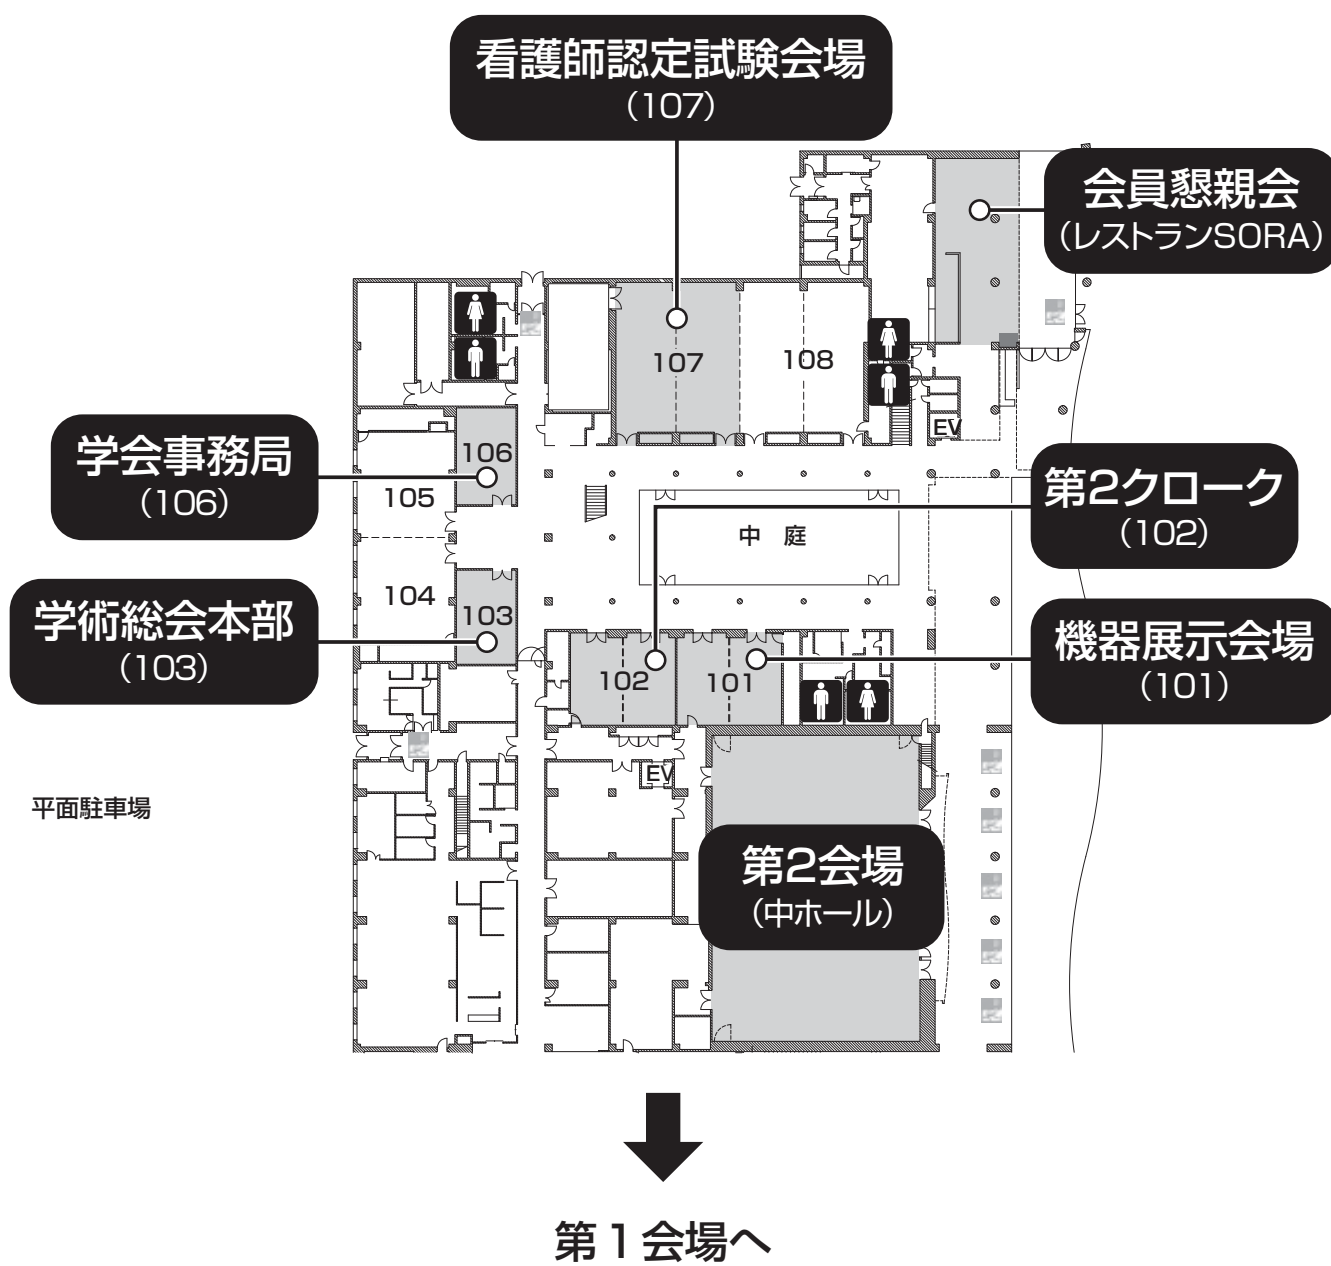 看護師認定試験会場
（107）
会員懇親会
（レストランSORA）
107
108
EV
学会事務局
（106）
106
105
第2クローク
（102）
中 庭
104
103
学術総会本部
（103）
102
101
機器展示会場
（101）
EV
平面駐車場
第2会場
（中ホール）
第１会場へ